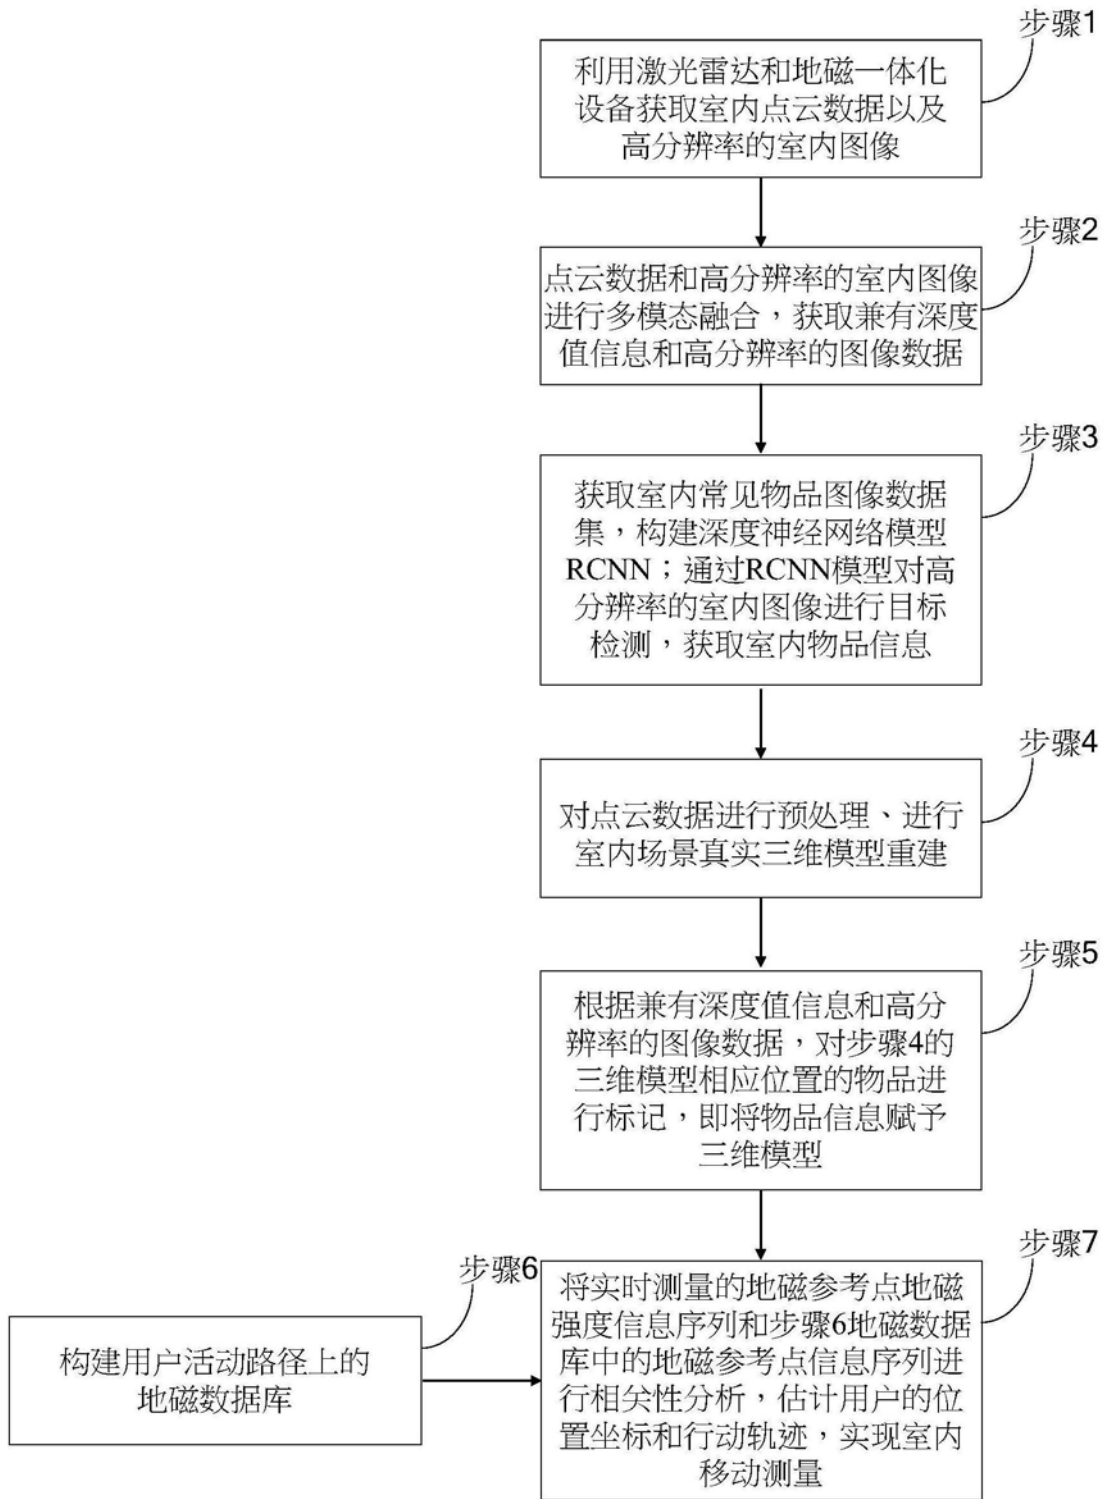 步骤1
利用激光雷达和地磁一体化
设备获取室内点云数据以及
高分辨率的室内图像
步骤2
点云数据和高分辨率的室内图像
进行多模态融合，获取兼有深度
值信息和高分辨率的图像数据
步骤3
获取室内常见物品图像数据
集，构建深度神经网络模型
RCNN；通过RCNN模型对高
分辨率的室内图像进行目标
检测，获取室内物品信息
步骤4
对点云数据进行预处理、进行
室内场景真实三维模型重建
步骤5
根据兼有深度值信息和高分
辨率的图像数据，对步骤4的
三维模型相应位置的物品进
行标记，即将物品信息赋予
三维模型
步骤6
构建用户活动路径上的
地磁数据库
步骤7
将实时测量的地磁参考点地磁
强度信息序列和步骤6地磁数据
库中的地磁参考点信息序列进
行相关性分析，估计用户的位
置坐标和行动轨迹，实现室内
移动测量